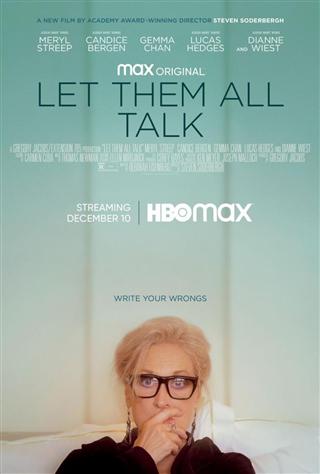 A NEW FILM BY ACADEMY AWARD-WINNING DIRECTOR STEVEN SODERBERGH
MERYL STREEP
CANDICE BERGEN
GEMMA CHAN
LUCAS HEDGES
AND DIANNE WIEST
max ORIGINAL
LET THEM ALL
TALK
STREAMING
DECEMBER 10
HBOmax
WRITE YOUR WRONGS